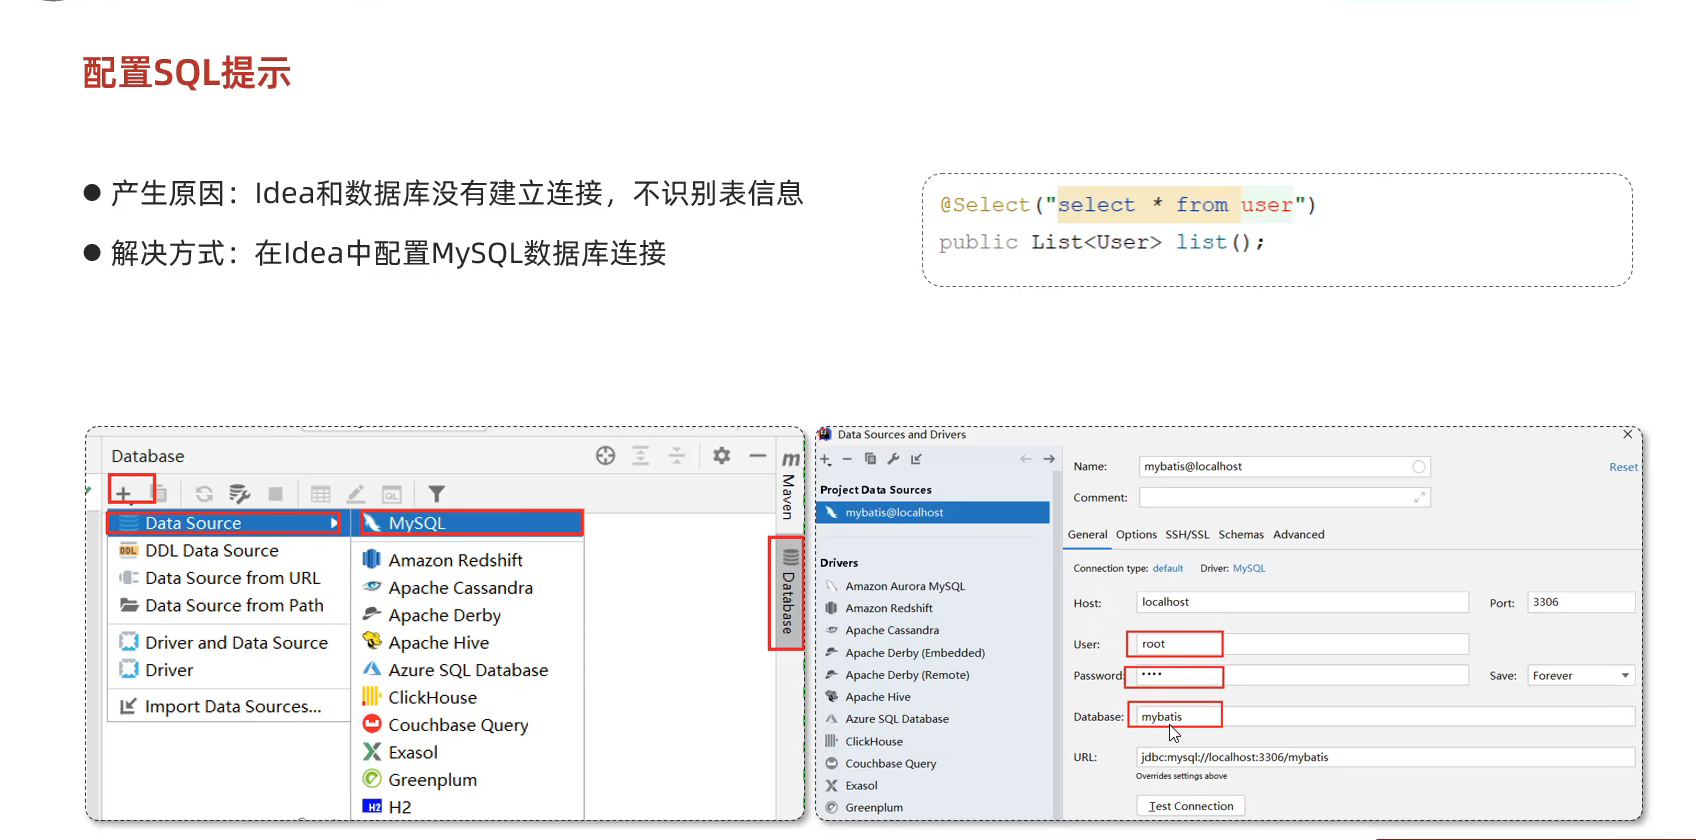 配置SQL提示
● 产生原因：Idea和数据库没有建立连接，不识别表信息
● 解决方式：在Idea中配置MySQL数据库连接
@Select("select * from user")
public List<User> list();
Database
Data Source
DDL Data Source
Data Source from URL
Data Source from Path
Driver and Data Source
Driver
Import Data Sources...
MySQL
Amazon Redshift
Apache Cassandra
Apache Derby
Apache Hive
Azure SQL Database
ClickHouse
Couchbase Query
Exasol
Greenplum
H2
m Maven
Database
Data Sources and Drivers
Project Data Sources
mybatis@localhost
Drivers
Amazon Aurora MySQL
Amazon Redshift
Apache Cassandra
Apache Derby (Embedded)
Apache Derby (Remote)
Apache Hive
Azure SQL Database
ClickHouse
Couchbase Query
Exasol
Greenplum
Name: mybatis@localhost
Reset
Comment:
General Options SSH/SSL Schemas Advanced
Connection type: default Driver: MySQL
Host: localhost Port: 3306
User: root
Password: •••• Save: Forever
Database: mybatis
URL: jdbc:mysql://localhost:3306/mybatis
Overrides settings above
Test Connection